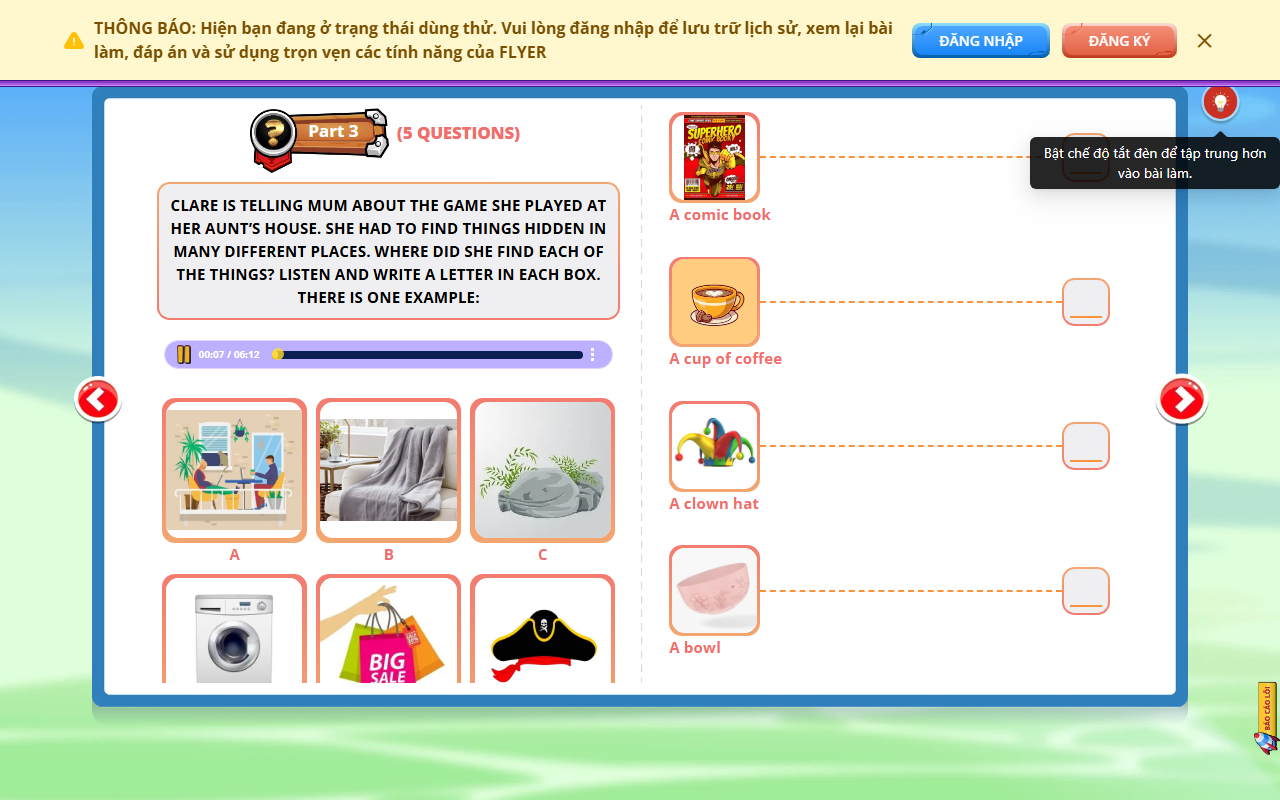 THÔNG BÁO: Hiện bạn đang ở trạng thái dùng thử. Vui lòng đăng nhập để lưu trữ lịch sử, xem lại bài
làm, đáp án và sử dụng trọn vẹn các tính năng của FLYER
ĐĂNG NHẬP
ĐĂNG KÝ
Part 3
(5 QUESTIONS)
CLARE IS TELLING MUM ABOUT THE GAME SHE PLAYED AT
HER AUNT'S HOUSE. SHE HAD TO FIND THINGS HIDDEN IN
MANY DIFFERENT PLACES. WHERE DID SHE FIND EACH OF
THE THINGS? LISTEN AND WRITE A LETTER IN EACH BOX.
THERE IS ONE EXAMPLE:
00:07 / 06:12
A
B
C
BIG
SALE
SUPERHERO
COMIC BOOK
A comic book
A cup of coffee
A clown hat
A bowl
Bật chế độ tắt đèn để tập trung hơn
vào bài làm.
BÁO CÁO LỖI